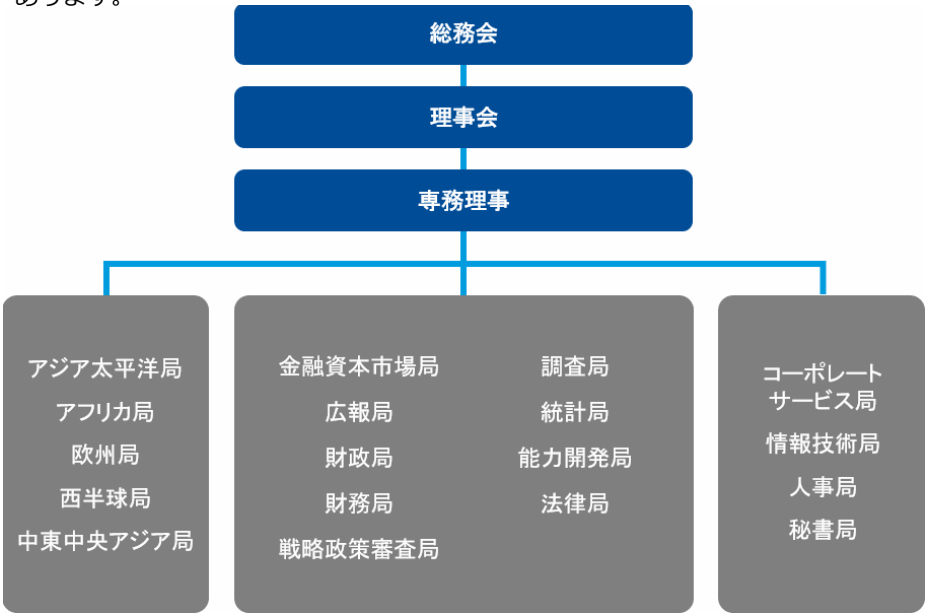 あります。
総務会
理事会
専務理事
アジア太平洋局
アフリカ局
欧州局
西半球局
中東中央アジア局
金融資本市場局
広報局
財政局
財務局
戦略政策審査局
調査局
統計局
能力開発局
法律局
コーポレート
サービス局
情報技術局
人事局
秘書局